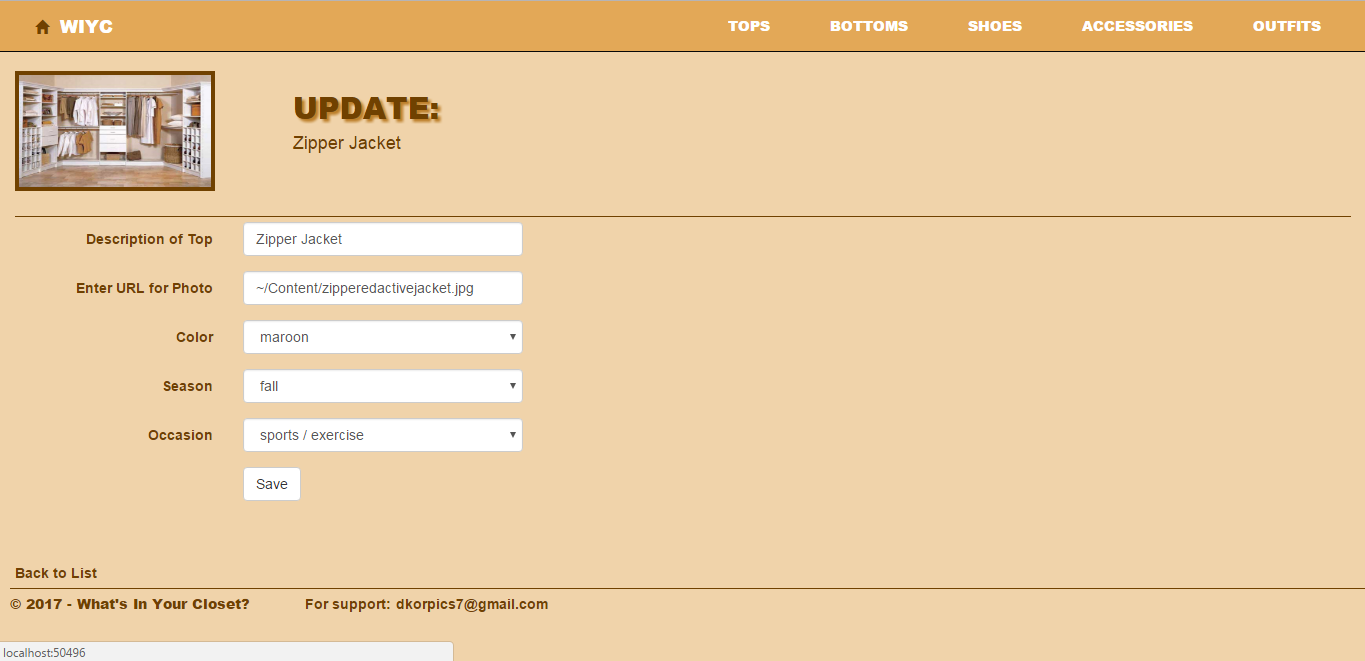 WIYC TOPS BOTTOMS SHOES ACCESSORIES OUTFITS
UPDATE:
Zipper Jacket
Description of Top Zipper Jacket
Enter URL for Photo ~/Content/zipperedactivejacket.jpg
Color maroon
Season fall
Occasion sports / exercise
Save
Back to List
© 2017 - What's In Your Closet? For support: dkorpics7@gmail.com
localhost:50496